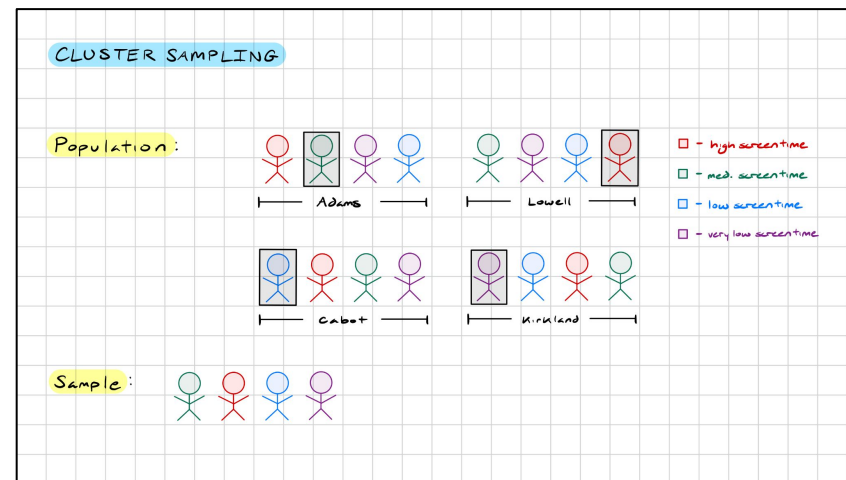 CLUSTER SAMPLING
Population:
Adams
Lowell
- high screentime
- med. screentime
- low screentime
- very low screentime
Cabot
Kirkland
Sample: